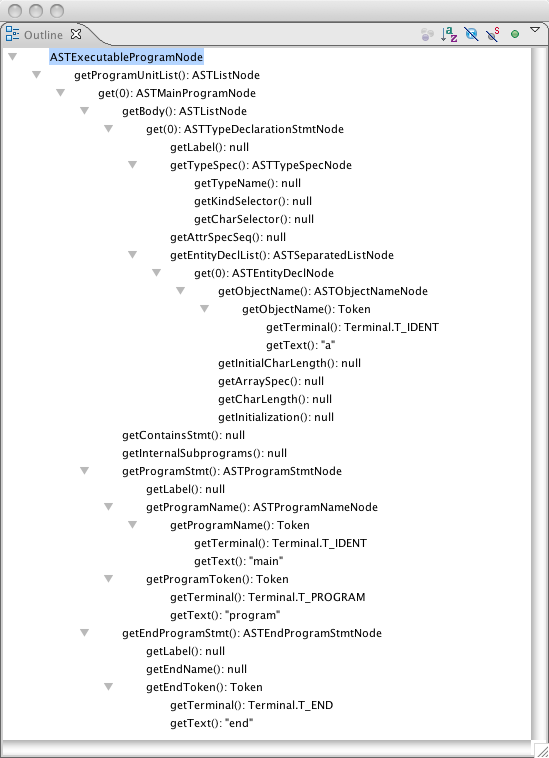 Outline
ASTExecutableProgramNode
getProgramUnitList(): ASTListNode
get(0): ASTMainProgramNode
getBody(): ASTListNode
get(0): ASTTypeDeclarationStmtNode
getLabel(): null
getTypeSpec(): ASTTypeSpecNode
getTypeName(): null
getKindSelector(): null
getCharSelector(): null
getAttrSpecSeq(): null
getEntityDeclList(): ASTSeparatedListNode
get(0): ASTEntityDeclNode
getObjectName(): ASTObjectNameNode
getObjectName(): Token
getTerminal(): Terminal.T_IDENT
getText(): "a"
getInitialCharLength(): null
getArraySpec(): null
getCharLength(): null
getInitialization(): null
getContainsStmt(): null
getInternalSubprograms(): null
getProgramStmt(): ASTProgramStmtNode
getLabel(): null
getProgramName(): ASTProgramNameNode
getProgramName(): Token
getTerminal(): Terminal.T_IDENT
getText(): "main"
getProgramToken(): Token
getTerminal(): Terminal.T_PROGRAM
getText(): "program"
getEndProgramStmt(): ASTEndProgramStmtNode
getLabel(): null
getEndName(): null
getEndToken(): Token
getTerminal(): Terminal.T_END
getText(): "end"